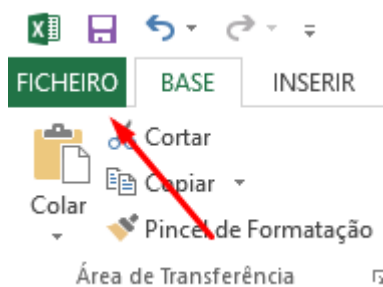 FICHEIRO BASE INSERIR
Cortar
Copiar
Colar
Pincel de Formatação
Área de Transferência